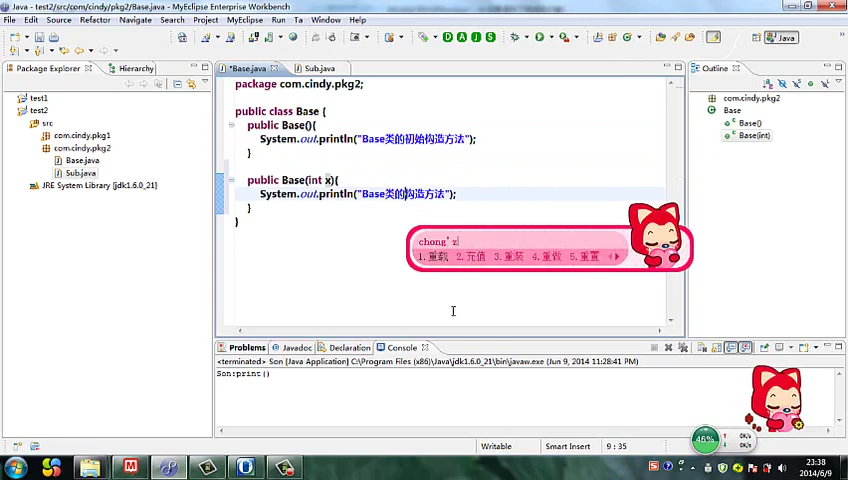 Java - test2/src/com/cindy/pkg2/Base.java - MyEclipse Enterprise Workbench
File Edit Source Refactor Navigate Search Project MyEclipse Run Tools Window Help
Java
Package Explorer Hierarchy
test1
test2
src
com.cindy.pkg1
com.cindy.pkg2
Base.java
Sub.java
JRE System Library [jdk1.6.0_21]
*Base.java Sub.java
package com.cindy.pkg2;
public class Base {
public Base(){
System.out.println("Base类的初始构造方法");
}
public Base(int x){
System.out.println("Base类的构造方法");
}
}
chong'z
1.重载 2.充值 3.重装 4.重做 5.重置
Outline
com.cindy.pkg2
Base
Base()
Base(int)
Problems Javadoc Declaration Console
<terminated> Son [Java Application] C:\Program Files (x86)\Java\jdk1.6.0_21\bin\javaw.exe (Jun 9, 2014 11:28:41 PM)
Son:print()
46% 0K/s
0K/s
Writable Smart Insert 9 : 35
23:38
2014/6/9